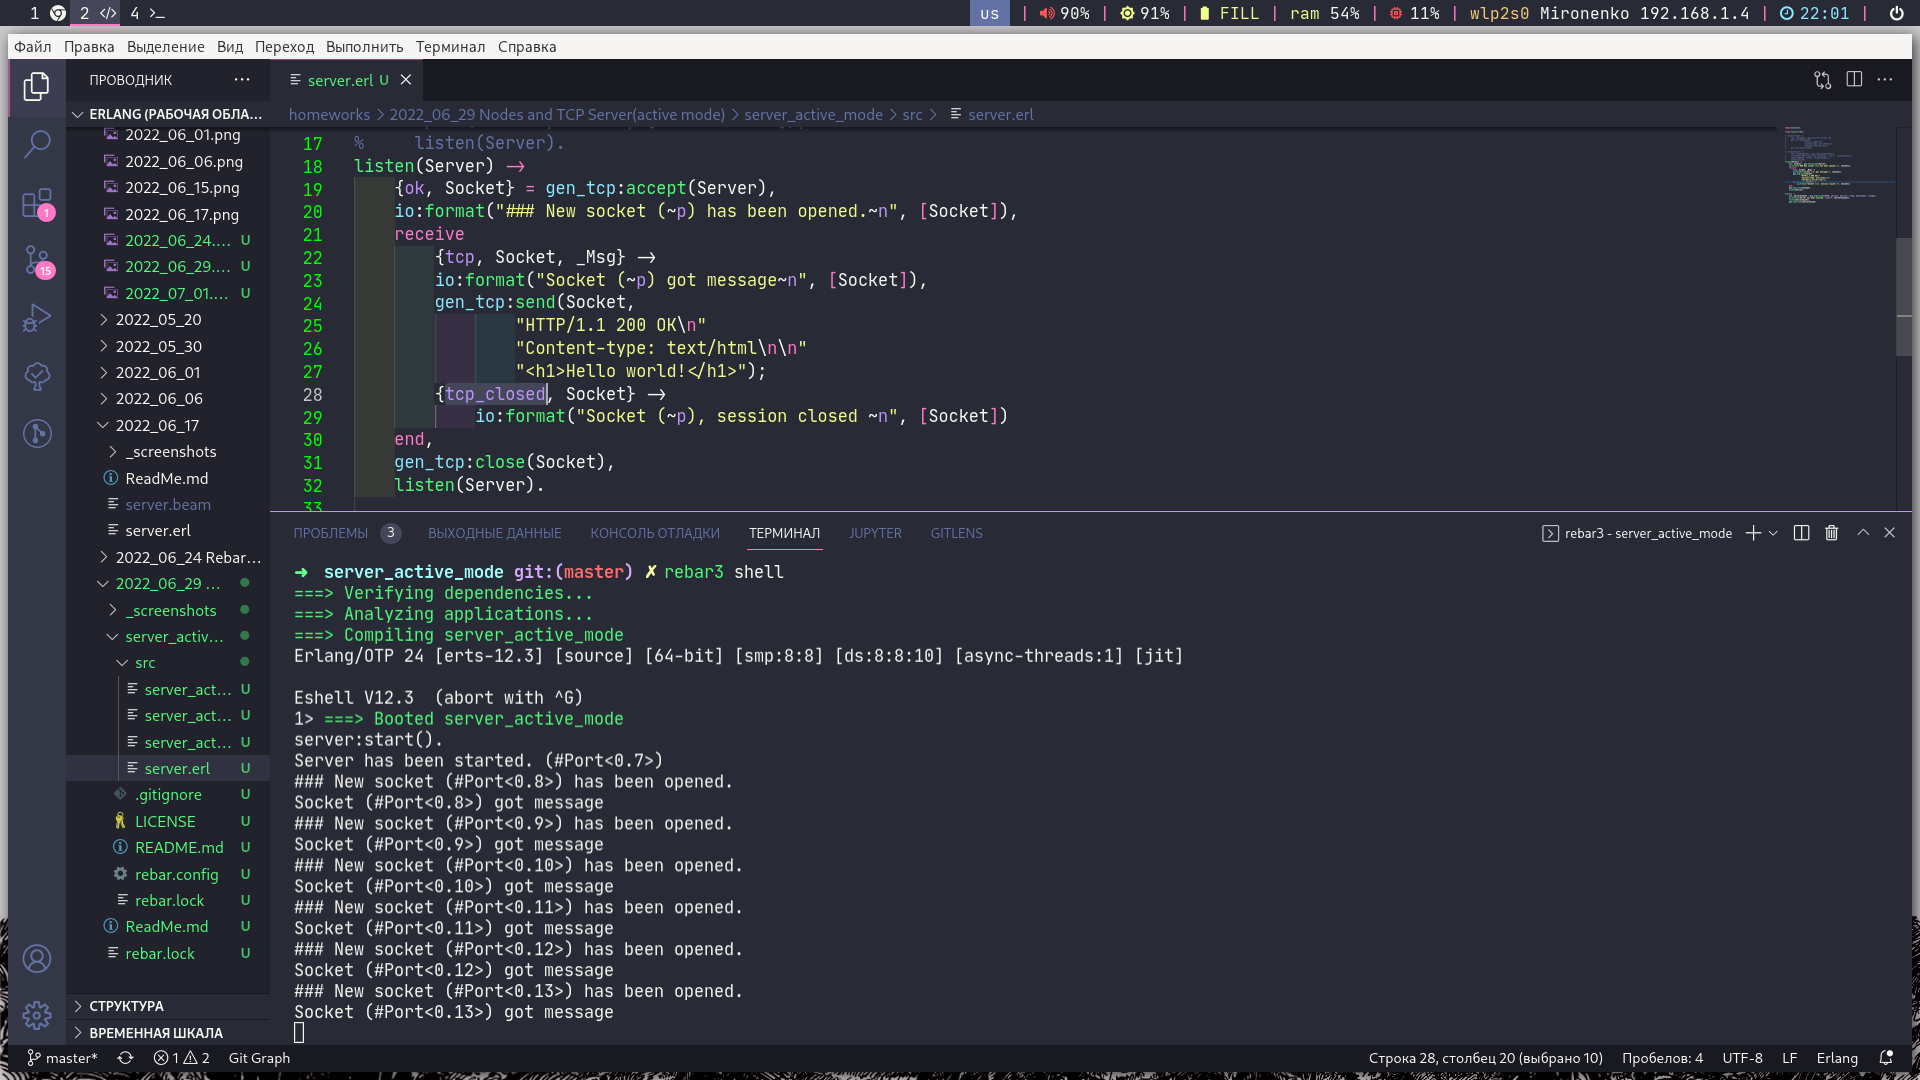 1 2 </> 4 >_
us | 90% | 91% | FILL | ram 54% | 11% | wlp2s0 Mironenko 192.168.1.4 | 22:01 |
Файл Правка Выделение Вид Переход Выполнить Терминал Справка
ПРОВОДНИК ...
server.erl U
ERLANG (РАБОЧАЯ ОБЛА...
homeworks > 2022_06_29 Nodes and TCP Server(active mode) > server_active_mode > src > server.erl
2022_06_01.png
2022_06_06.png
2022_06_15.png
2022_06_17.png
2022_06_24.... U
2022_06_29.... U
2022_07_01.... U
2022_05_20
2022_05_30
2022_06_01
2022_06_06
2022_06_17
_screenshots
ReadMe.md
server.beam
server.erl
2022_06_24 Rebar...
2022_06_29 ...
_screenshots
server_activ...
src
server_act... U
server_act... U
server_act... U
server.erl U
.gitignore U
LICENSE U
README.md U
rebar.config U
rebar.lock U
ReadMe.md U
rebar.lock U
СТРУКТУРА
ВРЕМЕННАЯ ШКАЛА
1
15
17 %     listen(Server).
18 listen(Server) ->
19     {ok, Socket} = gen_tcp:accept(Server),
20     io:format("### New socket (~p) has been opened.~n", [Socket]),
21     receive
22         {tcp, Socket, _Msg} ->
23         io:format("Socket (~p) got message~n", [Socket]),
24         gen_tcp:send(Socket,
25                 "HTTP/1.1 200 OK\n"
26                 "Content-type: text/html\n\n"
27                 "<h1>Hello world!</h1>");
28         {tcp_closed, Socket} ->
29             io:format("Socket (~p), session closed ~n", [Socket])
30     end,
31     gen_tcp:close(Socket),
32     listen(Server).
33
ПРОБЛЕМЫ 3 ВЫХОДНЫЕ ДАННЫЕ КОНСОЛЬ ОТЛАДКИ ТЕРМИНАЛ JUPYTER GITLENS
rebar3 - server_active_mode
➜  server_active_mode git:(master) ✗ rebar3 shell
===> Verifying dependencies...
===> Analyzing applications...
===> Compiling server_active_mode
Erlang/OTP 24 [erts-12.3] [source] [64-bit] [smp:8:8] [ds:8:8:10] [async-threads:1] [jit]
Eshell V12.3  (abort with ^G)
1> ===> Booted server_active_mode
server:start().
Server has been started. (#Port<0.7>)
### New socket (#Port<0.8>) has been opened.
Socket (#Port<0.8>) got message
### New socket (#Port<0.9>) has been opened.
Socket (#Port<0.9>) got message
### New socket (#Port<0.10>) has been opened.
Socket (#Port<0.10>) got message
### New socket (#Port<0.11>) has been opened.
Socket (#Port<0.11>) got message
### New socket (#Port<0.12>) has been opened.
Socket (#Port<0.12>) got message
### New socket (#Port<0.13>) has been opened.
Socket (#Port<0.13>) got message
master* 1 2 Git Graph
Строка 28, столбец 20 (выбрано 10) Пробелов: 4 UTF-8 LF Erlang